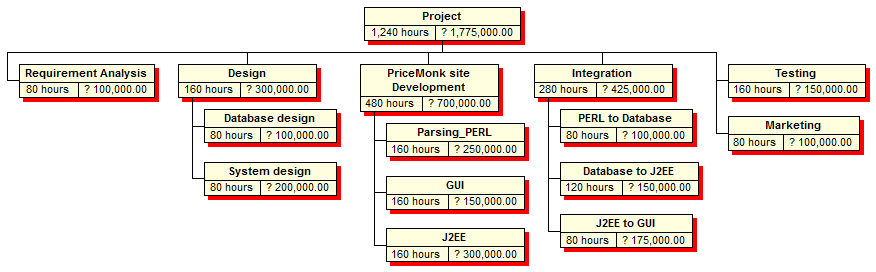 Project
1,240 hours ? 1,775,000.00
Requirement Analysis
80 hours ? 100,000.00
Design
160 hours ? 300,000.00
Database design
80 hours ? 100,000.00
System design
80 hours ? 200,000.00
PriceMonk site
Development
480 hours ? 700,000.00
Parsing_PERL
160 hours ? 250,000.00
GUI
160 hours ? 150,000.00
J2EE
160 hours ? 300,000.00
Integration
280 hours ? 425,000.00
PERL to Database
80 hours ? 100,000.00
Database to J2EE
120 hours ? 150,000.00
J2EE to GUI
80 hours ? 175,000.00
Testing
160 hours ? 150,000.00
Marketing
80 hours ? 100,000.00